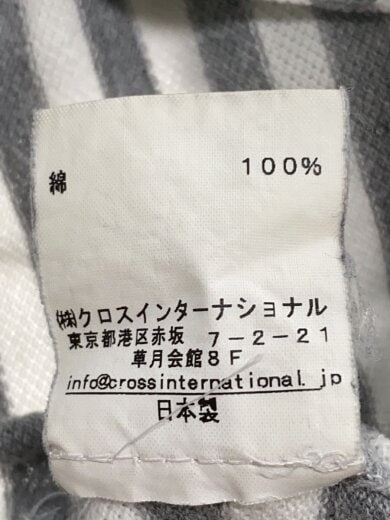 綿 100%
(株)クロスインターナショナル
東京都港区赤坂 7-2-21
草月会館8F
info@crossinternational.jp
日本製